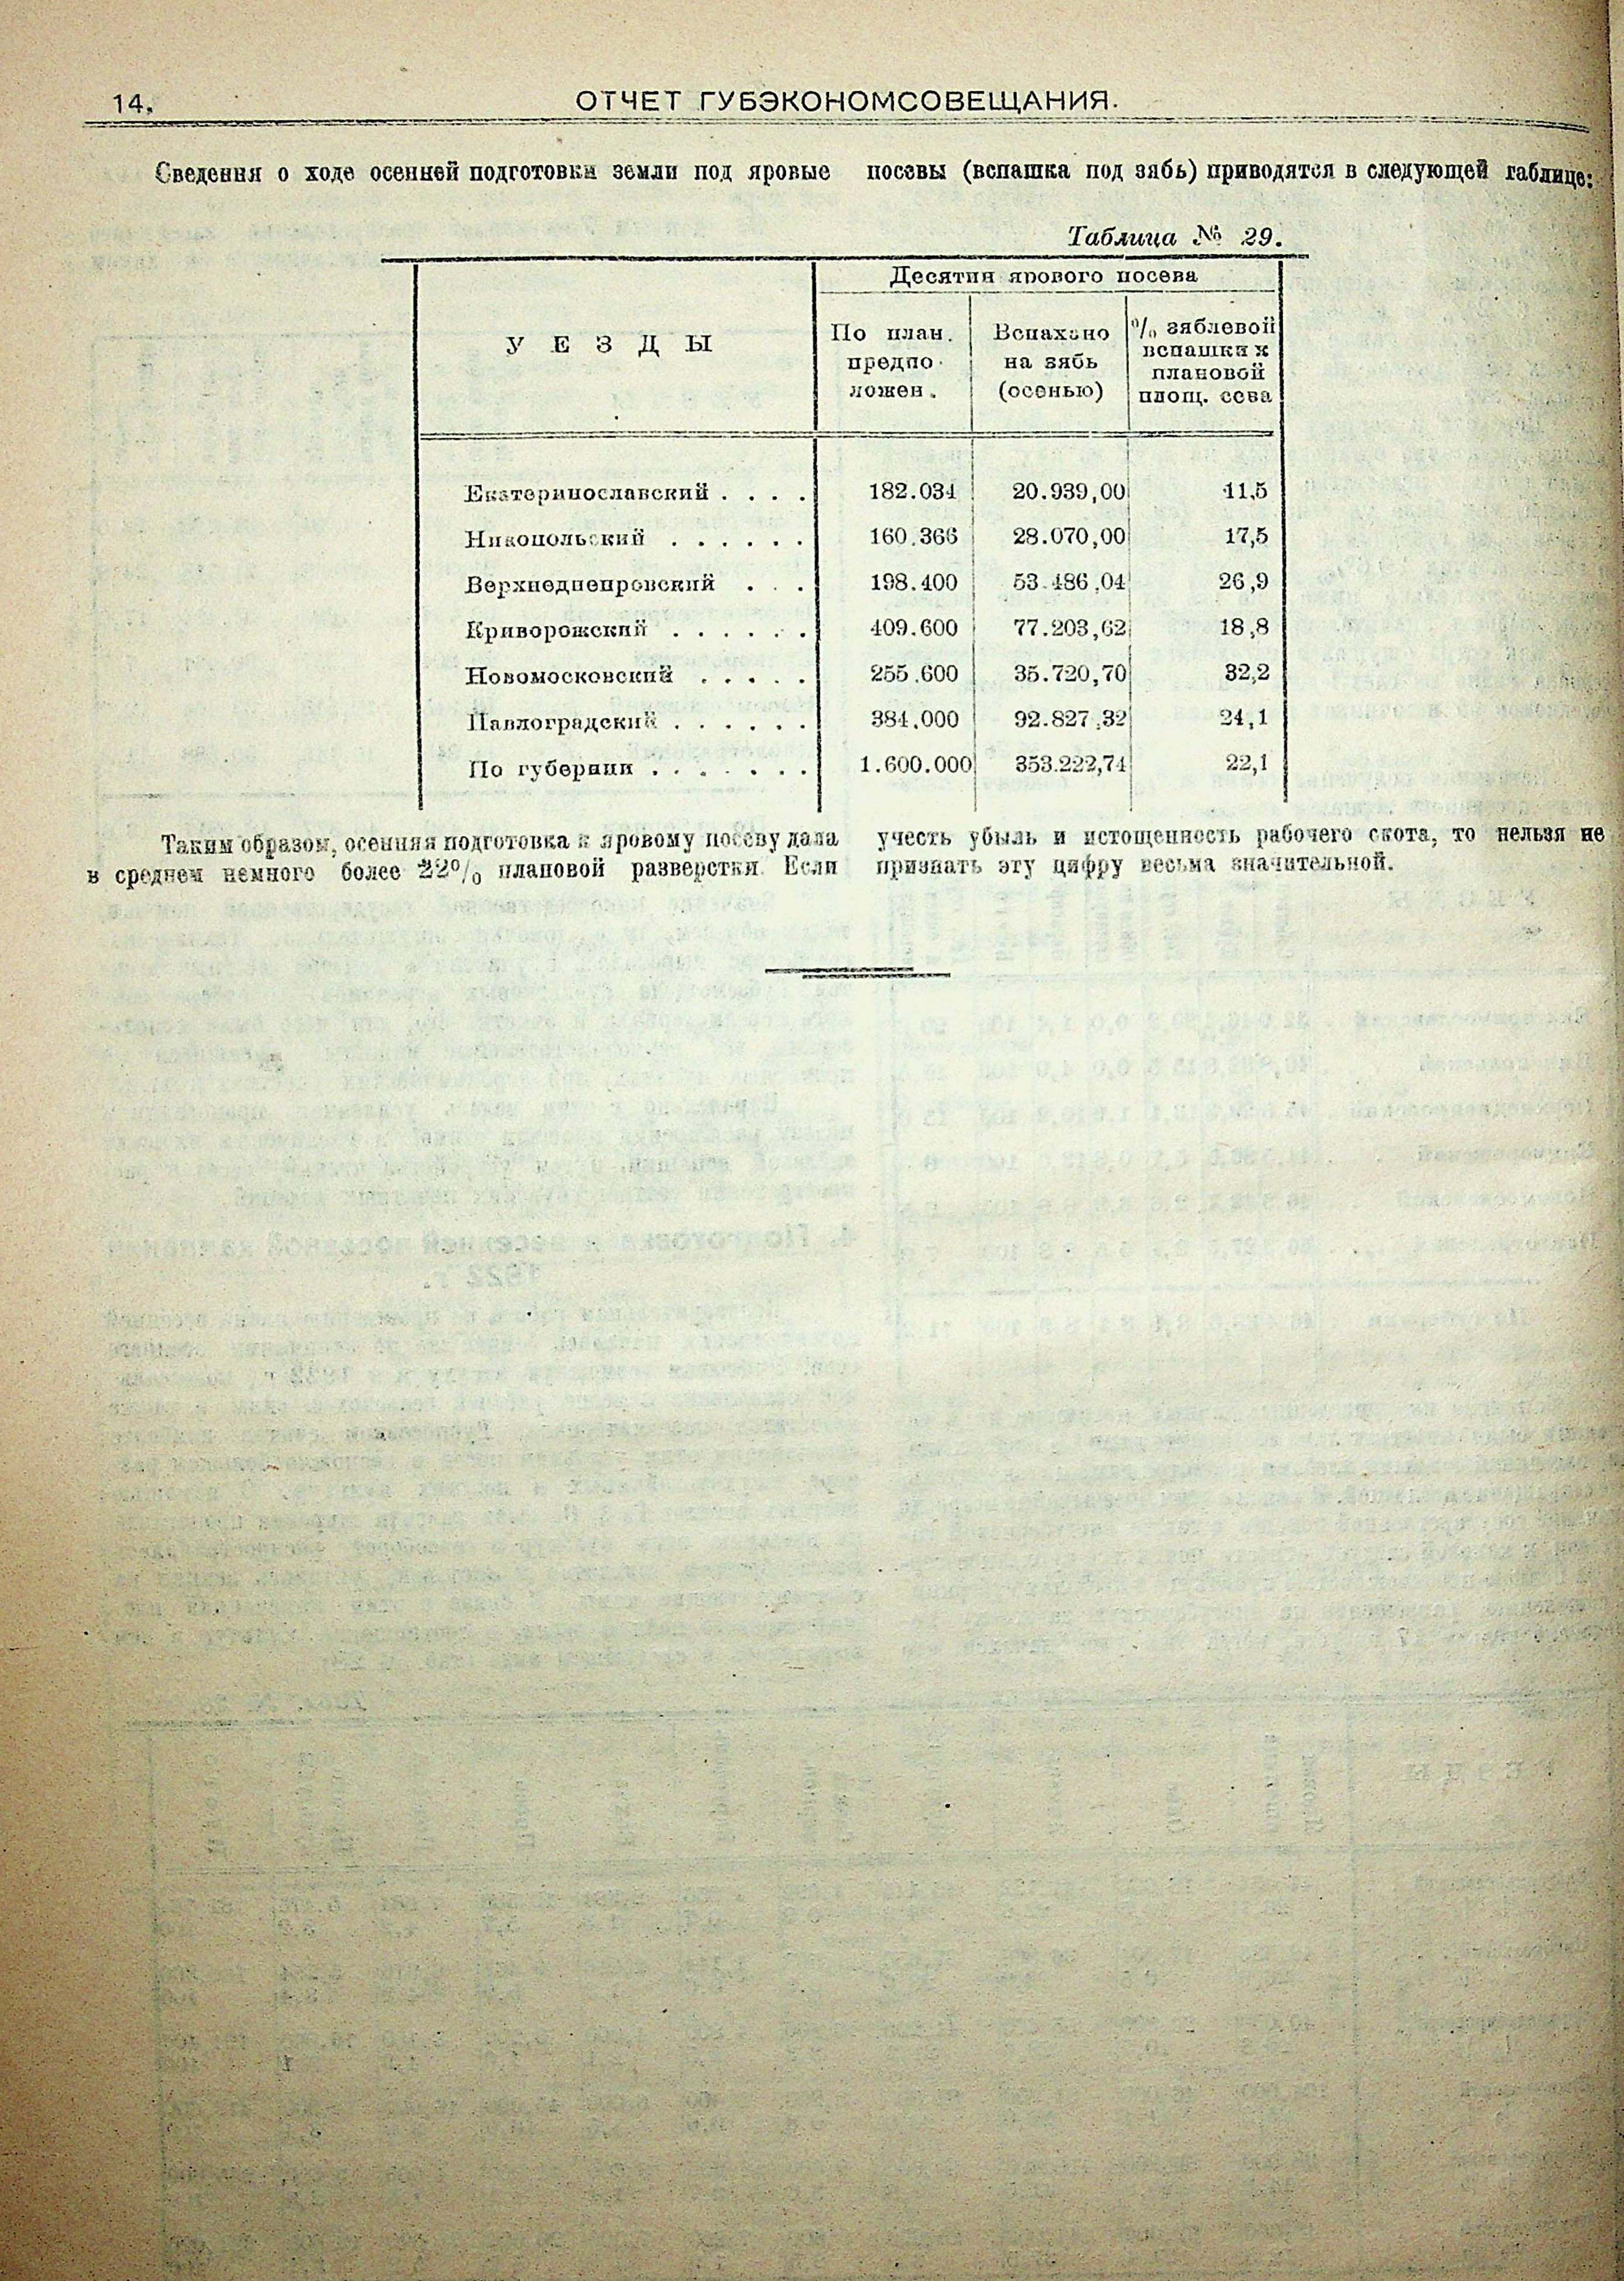 14.
ОТЧЕТ ГУБЭКОНОМСОВЕЩАНИЯ.
Сведения о ходе осенней подготовки земли под яровые посевы (вспашка под зябь) приводятся в следующей таблице:
Таблица № 29.
УЕЗДЫ
Десятин ярового посева
По план. предпо- ложен.
Вспахано на зябь (осенью)
% зяблевой вспашки к плановой площ. сева
Екатеринославский . . . . 182.034 20.939,00 11,5
Никопольский . . . . . . 160.366 28.070,00 17,5
Верхнеднепровский . . . 198.400 53.486,04 26,9
Криворожский . . . . . . 409.600 77.203,62 18,8
Новомосковский . . . . . 255.600 35.720,70 32,2
Павлоградский . . . . . . 384.000 92.827,32 24,1
По губернии . . . . . . . 1.600.000 353.222,74 22,1
Таким образом, осенняя подготовка к яровому посеву дала
в среднем немного более 22% плановой разверстки. Если
учесть убыль и истощенность рабочего скота, то нельзя не
признать эту цифру весьма значительной.